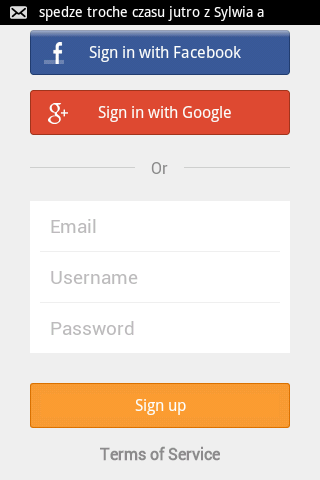 spedze troche czasu jutro z Sylwia a
Sign in with Facebook
Sign in with Google
Or
Email
Username
Password
Sign up
Terms of Service